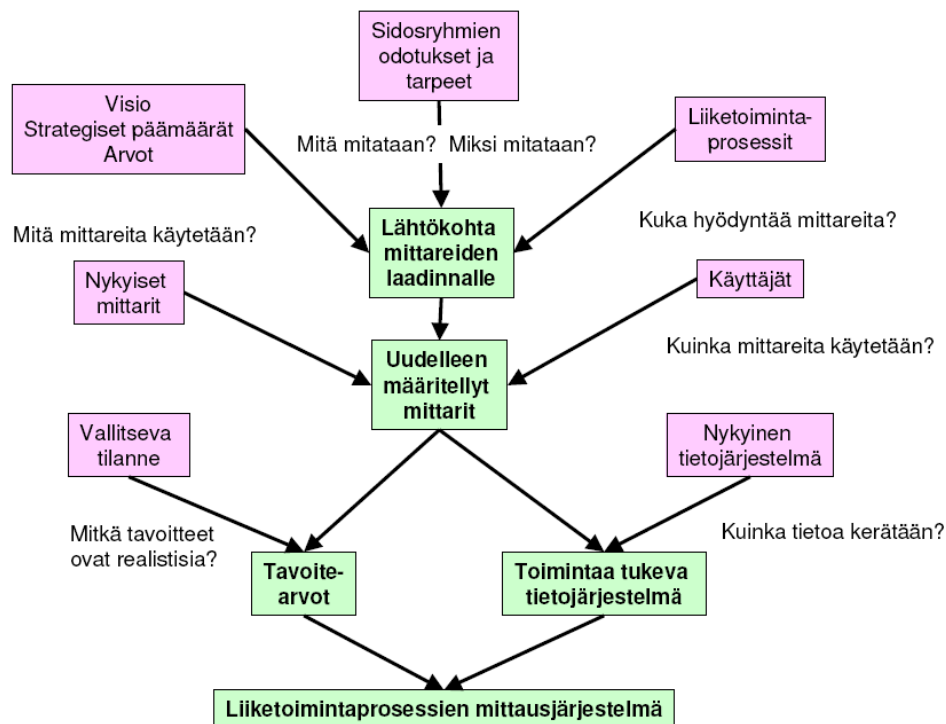 Sidosryhmien
odotukset ja
tarpeet
Visio
Strategiset päämäärät
Arvot
Liiketoiminta-
prosessit
Mitä mitataan? Miksi mitataan?
Lähtökohta
mittareiden
laadinnalle
Mitä mittareita käytetään?
Kuka hyödyntää mittareita?
Nykyiset
mittarit
Käyttäjät
Uudelleen
määritellyt
mittarit
Kuinka mittareita käytetään?
Vallitseva
tilanne
Nykyinen
tietojärjestelmä
Mitkä tavoitteet
ovat realistisia?
Kuinka tietoa kerätään?
Tavoite-
arvot
Toimintaa tukeva
tietojärjestelmä
Liiketoimintaprosessien mittausjärjestelmä